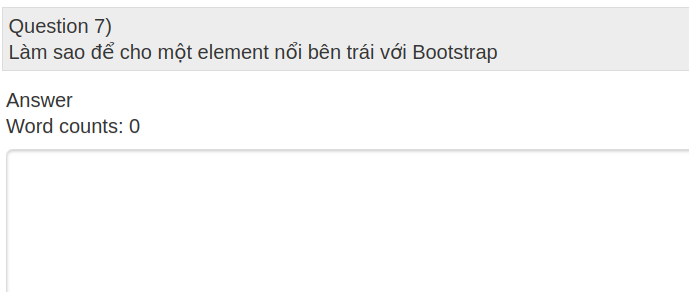 Question 7)
Làm sao để cho một element nổi bên trái với Bootstrap
Answer
Word counts: 0